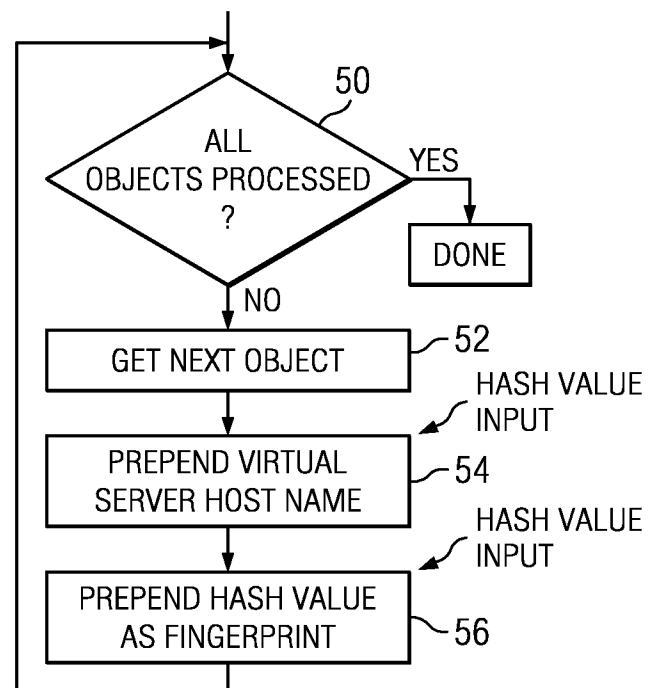 50
ALL
OBJECTS PROCESSED
?
YES
DONE
NO
GET NEXT OBJECT
52
HASH VALUE
INPUT
PREPEND VIRTUAL
SERVER HOST NAME
54
HASH VALUE
INPUT
PREPEND HASH VALUE
AS FINGERPRINT
56